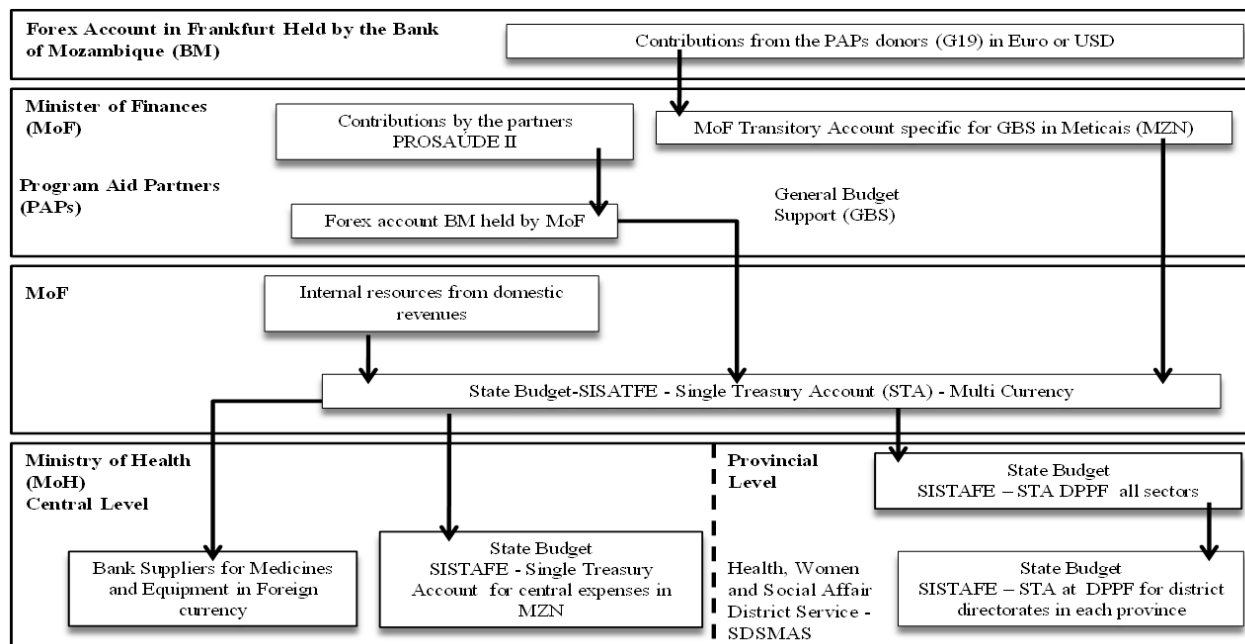 Forex Account in Frankfurt Held by the Bank
of Mozambique (BM)
Contributions from the PAPs donors (G19) in Euro or USD
Minister of Finances
(MoF)
Contributions by the partners
PROSAÚDE II
MoF Transitory Account specific for GBS in Meticais (MZN)
Program Aid Partners
(PAPs)
General Budget
Support (GBS)
Forex account BM held by MoF
MoF
Internal resources from domestic
revenues
State Budget-SISATFE - Single Treasury Account (STA) - Multi Currency
Ministry of Health
(MoH)
Central Level
Bank Suppliers for Medicines
and Equipment in Foreign
currency
State Budget
SISTAFE - Single Treasury
Account for central expenses in
MZN
Provincial
Level
State Budget
SISTAFE – STA DPPF all sectors
Health, Women
and Social Affair
District Service -
SDSMAS
State Budget
SISTAFE – STA at DPPF for district
directorates in each province